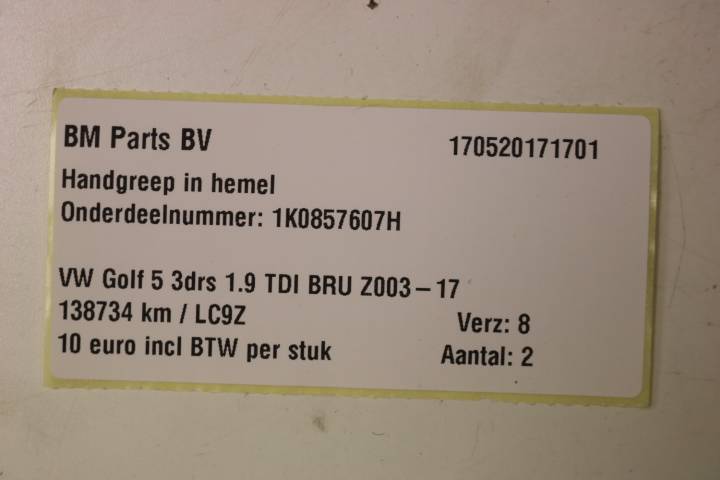 BM Parts BV 170520171701
Handgreep in hemel
Onderdeelnummer: 1K0857607H
VW Golf 5 3drs 1.9 TDI BRU Z003-17
138734 km / LC9Z Verz: 8
10 euro incl BTW per stuk Aantal: 2